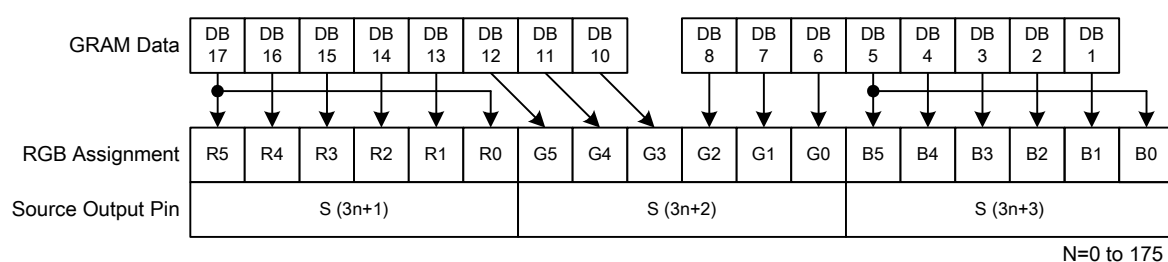 GRAM Data DB 17 DB 16 DB 15 DB 14 DB 13 DB 12 DB 11 DB 10 DB 8 DB 7 DB 6 DB 5 DB 4 DB 3 DB 2 DB 1
RGB Assignment R5 R4 R3 R2 R1 R0 G5 G4 G3 G2 G1 G0 B5 B4 B3 B2 B1 B0
Source Output Pin S (3n+1) S (3n+2) S (3n+3)
N=0 to 175